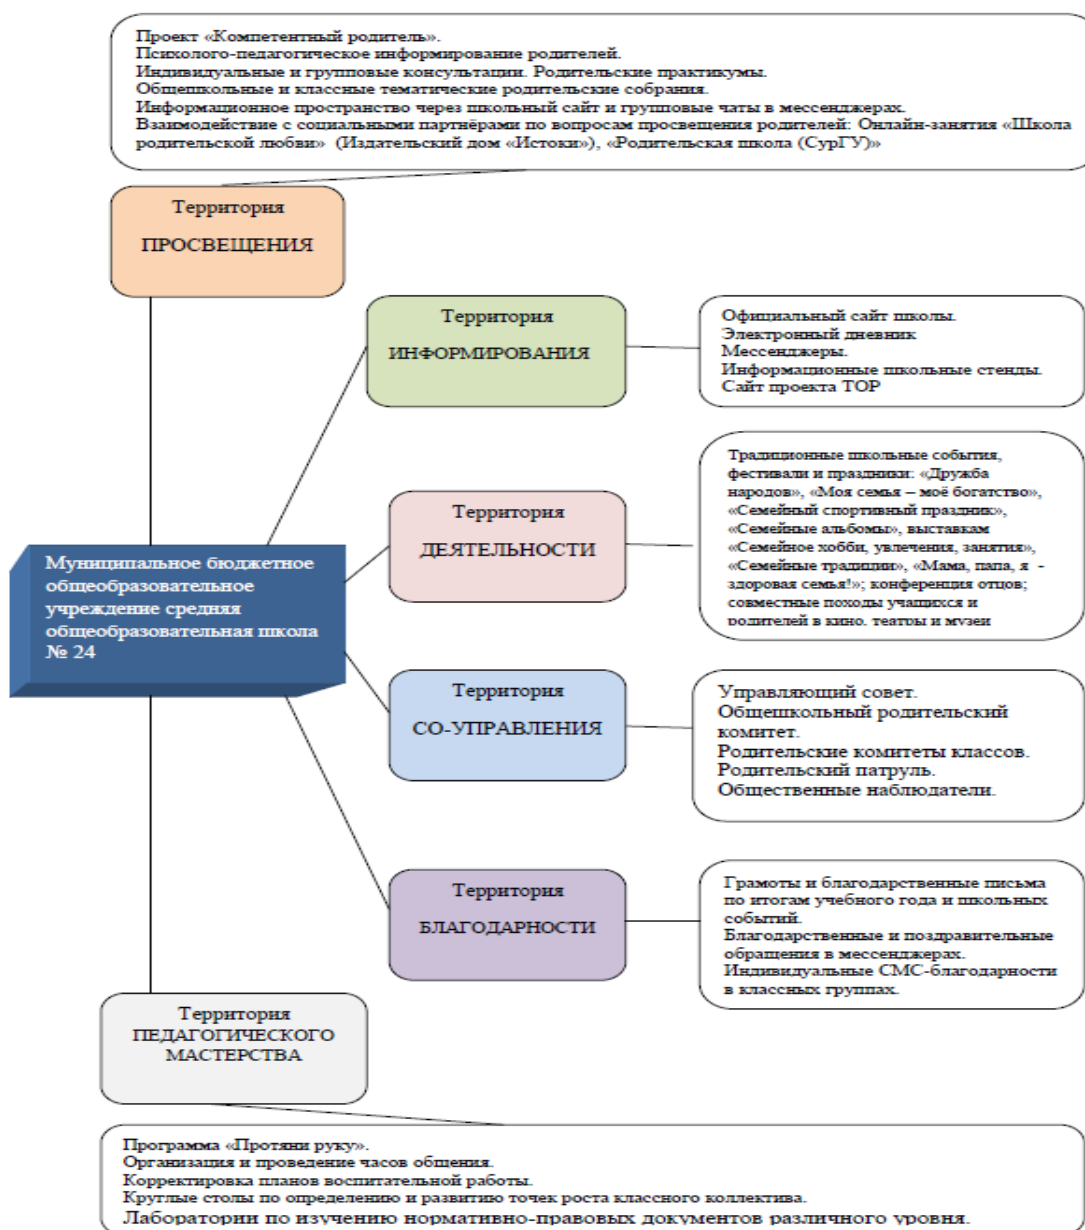 Проект «Компетентный родитель».
Психолого-педагогическое информирование родителей.
Индивидуальные и групповые консультации. Родительские практикумы.
Общешкольные и классные тематические родительские собрания.
Информационное пространство через школьный сайт и групповые чаты в мессенджерах.
Взаимодействие с социальными партнёрами по вопросам просвещения родителей: Онлайн-занятия «Школа
родительской любви» (Издательский дом «Истоки»), «Родительская школа (СурГУ)»
Территория
ПРОСВЕЩЕНИЯ
Территория
ИНФОРМИРОВАНИЯ
Официальный сайт школы.
Электронный дневник
Мессенджеры.
Информационные школьные стенды.
Сайт проекта ТОР
Территория
ДЕЯТЕЛЬНОСТИ
Традиционные школьные события,
фестивали и праздники: «Дружба
народов», «Моя семья – моё богатство»,
«Семейный спортивный праздник»,
«Семейные альбомы», выставкам
«Семейное хобби, увлечения, занятия»,
«Семейные традиции», «Мама, папа, я -
здоровая семья!»; конференция отцов;
совместные походы учащихся и
родителей в кино, театры и музеи
Муниципальное бюджетное
общеобразовательное
учреждение средняя
общеобразовательная школа
№ 24
Территория
СО-УПРАВЛЕНИЯ
Управляющий совет.
Общешкольный родительский
комитет.
Родительские комитеты классов.
Родительский патруль.
Общественные наблюдатели.
Территория
БЛАГОДАРНОСТИ
Грамоты и благодарственные письма
по итогам учебного года и школьных
событий.
Благодарственные и поздравительные
обращения в мессенджерах.
Индивидуальные СМС-благодарности
в классных группах.
Территория
ПЕДАГОГИЧЕСКОГО
МАСТЕРСТВА
Программа «Протяни руку».
Организация и проведение часов общения.
Корректировка планов воспитательной работы.
Круглые столы по определению и развитию точек роста классного коллектива.
Лаборатории по изучению нормативно-правовых документов различного уровня.